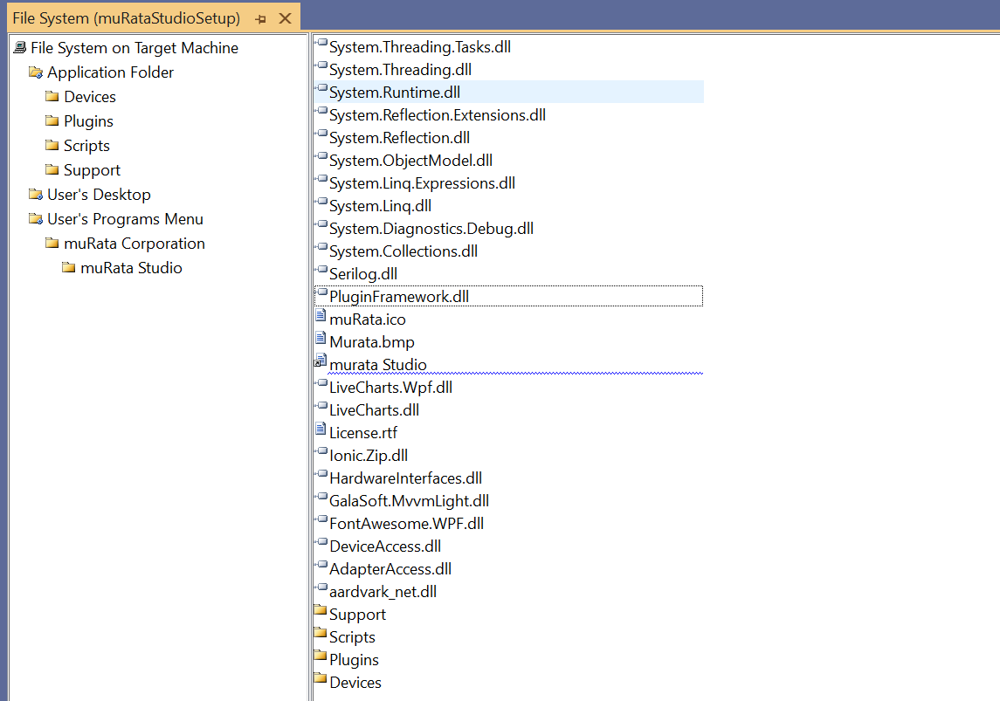 File System (muRataStudioSetup)
File System on Target Machine
Application Folder
Devices
Plugins
Scripts
Support
User's Desktop
User's Programs Menu
muRata Corporation
muRata Studio
System.Threading.Tasks.dll
System.Threading.dll
System.Runtime.dll
System.Reflection.Extensions.dll
System.Reflection.dll
System.ObjectModel.dll
System.Linq.Expressions.dll
System.Linq.dll
System.Diagnostics.Debug.dll
System.Collections.dll
Serilog.dll
PluginFramework.dll
muRata.ico
Murata.bmp
murata Studio
LiveCharts.Wpf.dll
LiveCharts.dll
License.rtf
Ionic.Zip.dll
HardwareInterfaces.dll
GalaSoft.MvvmLight.dll
FontAwesome.WPF.dll
DeviceAccess.dll
AdapterAccess.dll
aardvark_net.dll
Support
Scripts
Plugins
Devices